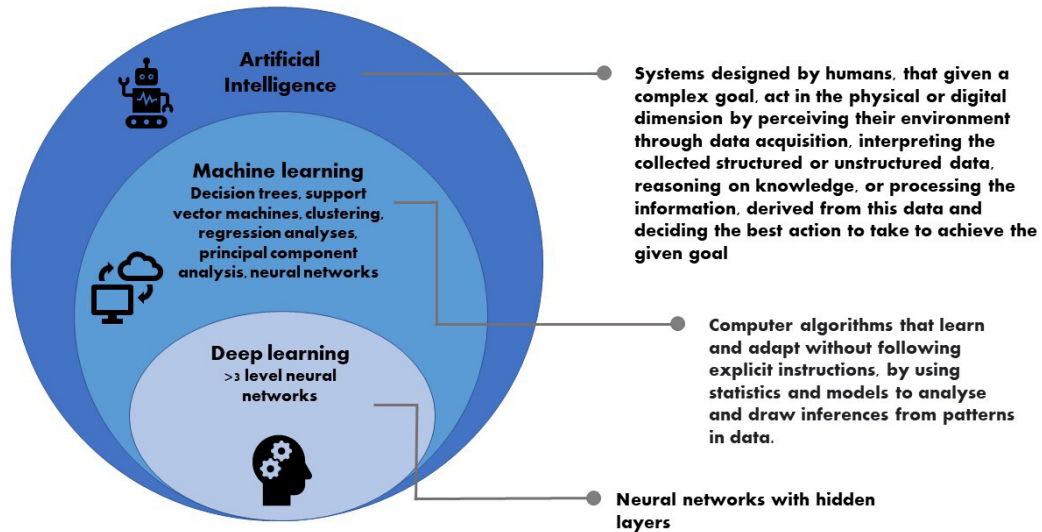 Artificial
Intelligence
Systems designed by humans, that given a
complex goal, act in the physical or digital
dimension by perceiving their environment
through data acquisition, interpreting the
collected structured or unstructured data,
reasoning on knowledge, or processing the
information, derived from this data and
deciding the best action to take to achieve the
given goal
Machine learning
Decision trees, support
vector machines, clustering,
regression analyses,
principal component
analysis, neural networks
Computer algorithms that learn
and adapt without following
explicit instructions, by using
statistics and models to analyse
and draw inferences from patterns
in data.
Deep learning
>3 level neural
networks
Neural networks with hidden
layers